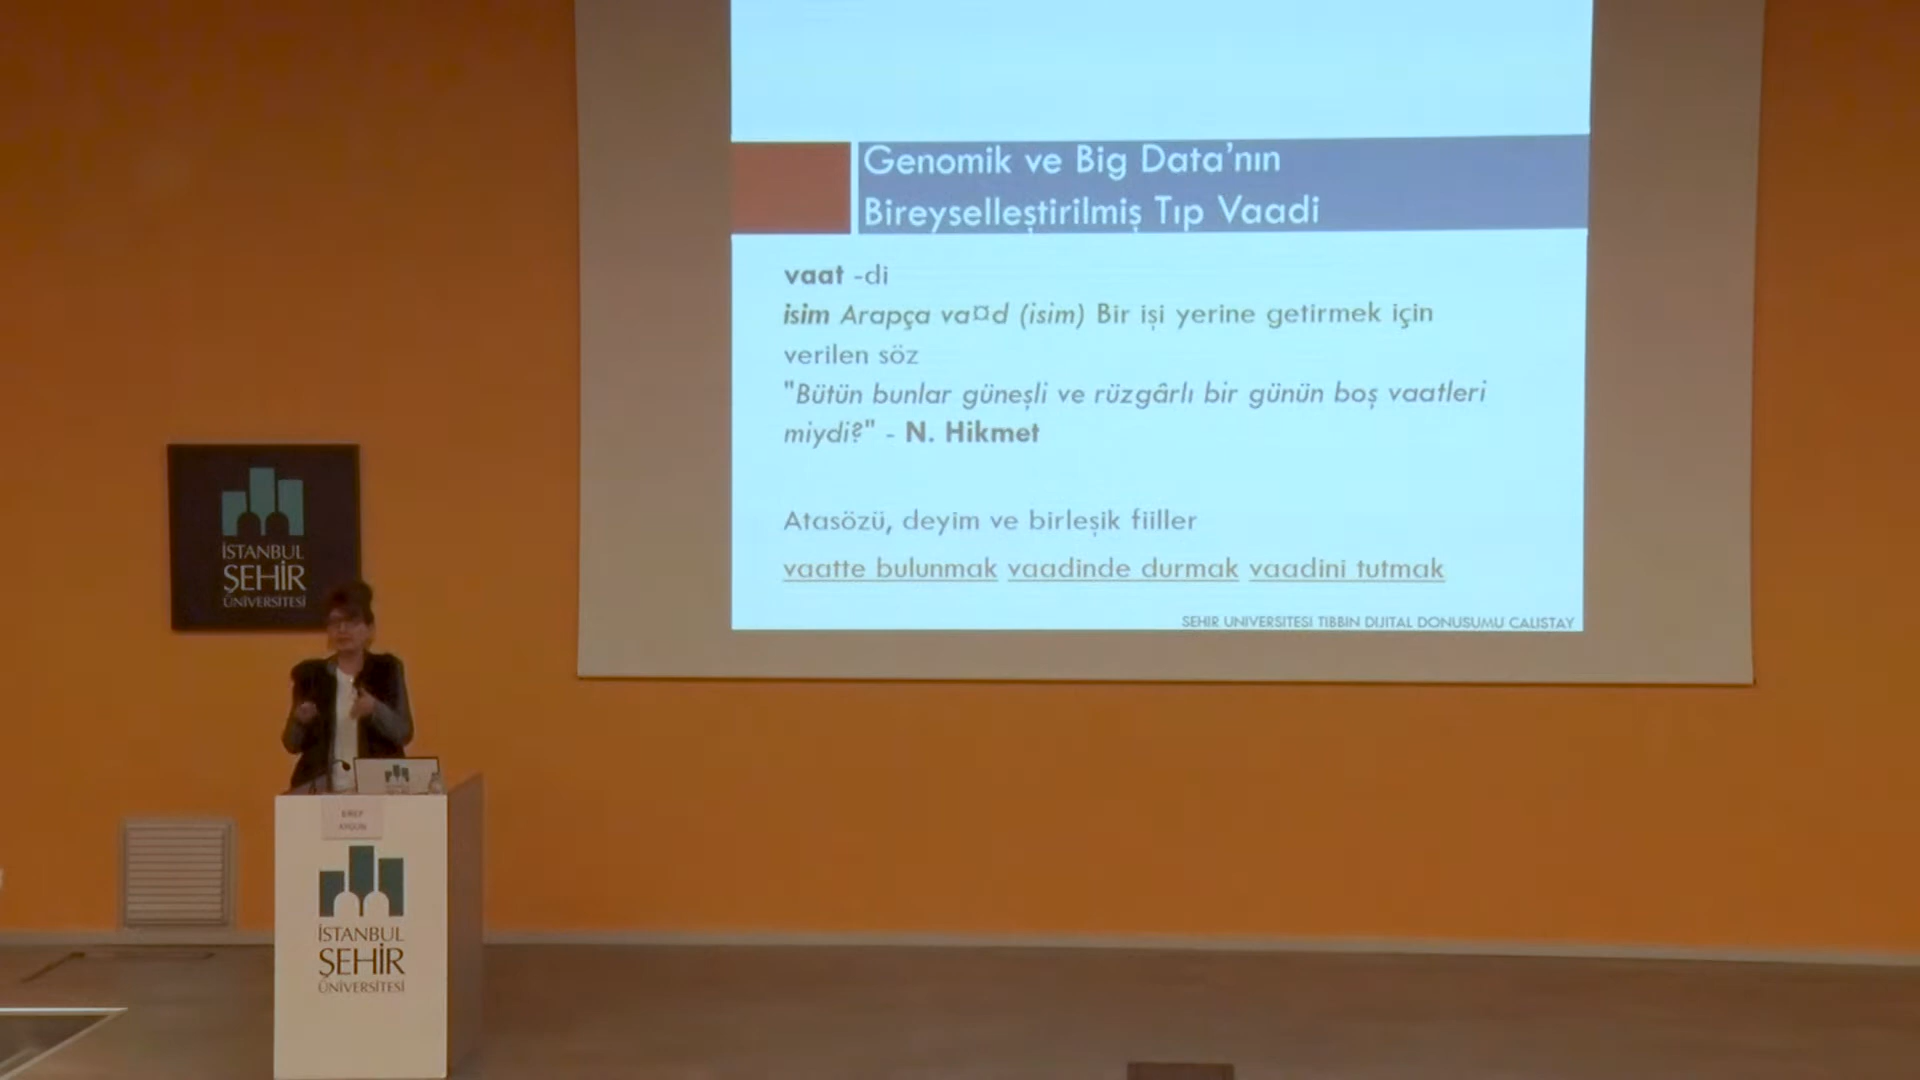 Genomik ve Big Data'nın
Bireyselleştirilmiş Tıp Vaadi
vaat -di
isim Arapça va¤d (isim) Bir işi yerine getirmek için
verilen söz
"Bütün bunlar güneşli ve rüzgârlı bir günün boş vaatleri
miydi?" - N. Hikmet
Atasözü, deyim ve birleşik fiiller
vaatte bulunmak vaadinde durmak vaadini tutmak
SEHIR UNIVERSITESI TIBBIN DIJITAL DONUSUMU CALISTAY
İSTANBUL
ŞEHİR
ÜNİVERSİTESİ
İSTANBUL
ŞEHİR
ÜNİVERSİTESİ